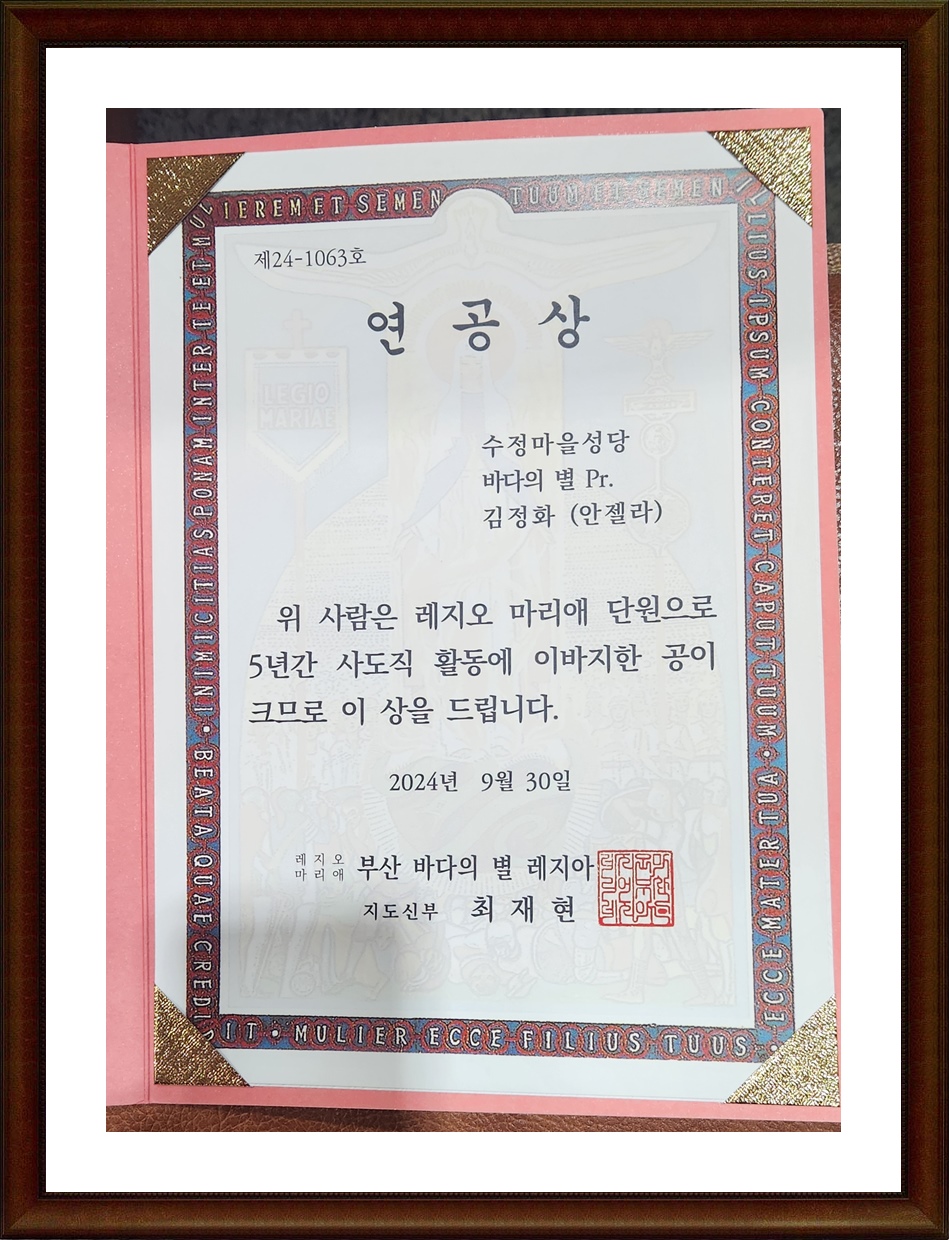 IEREM ET SEMEN TUUM ET SEMEN ILLIUS IPSUM CONTERET CAPUT TUUM •
INIMICITIAS PONAM INTER TE ET MUL
BEATA QUAE CREDI
IT • MULIER ECCE FILIUS TUUS •
ECCE MATER TUA •
제24-1063호
연 공 상
LEGIO
MARIAE
수정마을성당
바다의 별 Pr.
김정화 (안젤라)
위 사람은 레지오 마리애 단원으로
5년간 사도직 활동에 이바지한 공이
크므로 이 상을 드립니다.
2024년 9월 30일
레지오
마리애
부산 바다의 별 레지아
지도신부 최 재 현